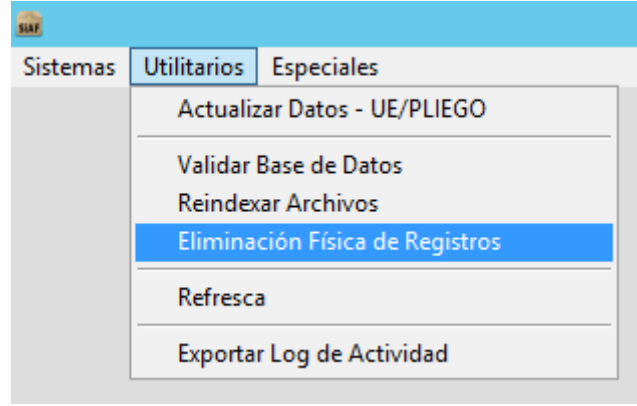 SIAF
Sistemas Utilitarios Especiales
Actualizar Datos - UE/PLIEGO
Validar Base de Datos
Reindexar Archivos
Eliminación Física de Registros
Refresca
Exportar Log de Actividad